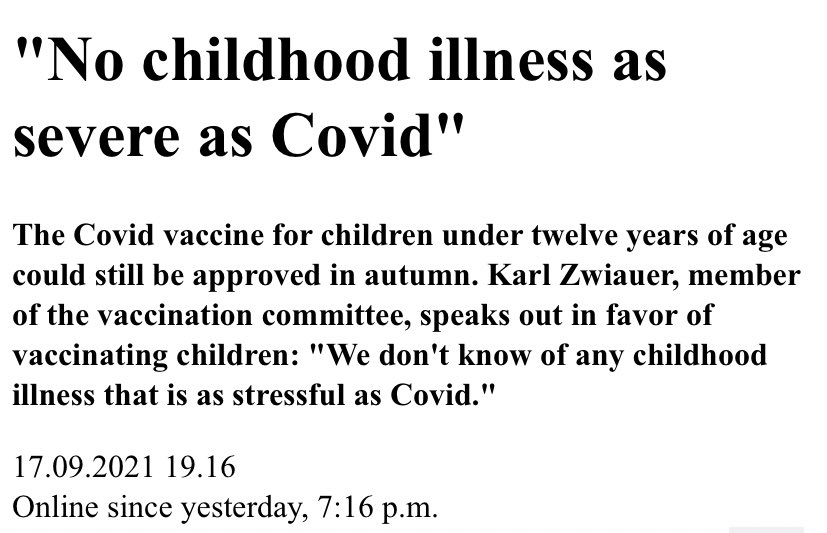 "No childhood illness as
severe as Covid"
The Covid vaccine for children under twelve years of age
could still be approved in autumn. Karl Zwiauer, member
of the vaccination committee, speaks out in favor of
vaccinating children: "We don't know of any childhood
illness that is as stressful as Covid."
17.09.2021 19.16
Online since yesterday, 7:16 p.m.